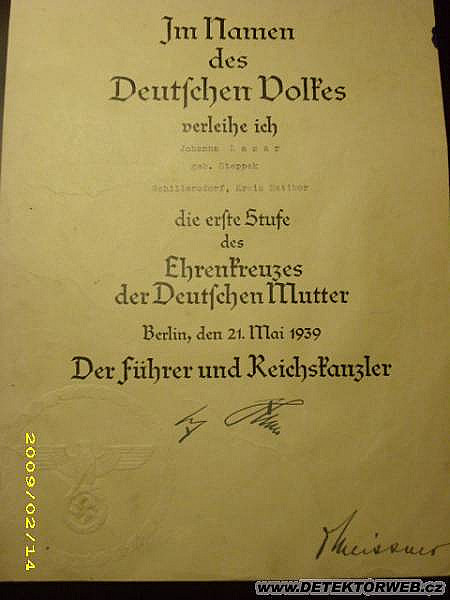 Im Namen
des
Deutschen Volkes
verleihe ich
Johanna Lasar
geb. Steppek
Schillersdorf, Kreis Ratibor
die erste Stufe
des
Ehrenkreuzes
der Deutschen Mutter
Berlin, den 21. Mai 1939
Der Führer und Reichskanzler
Meissner
2009/02/14
www.DETEKTORWEB.cz